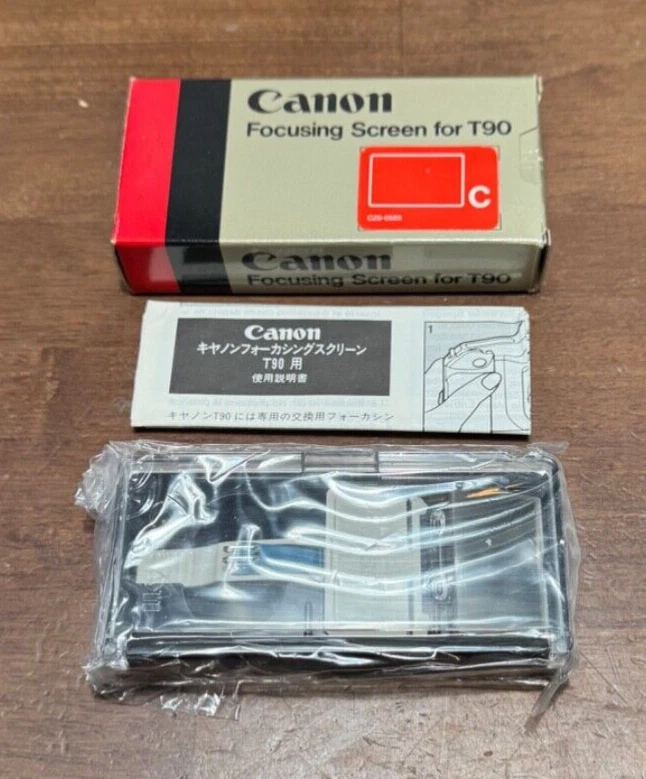 Canon
Focusing Screen for T90
C
Canon
Focusing Screen for T90
Canon
キヤノンフォーカシングスクリーン
T90 用
使用説明書
1
キヤノンT90には専用の交換用フォーカシン